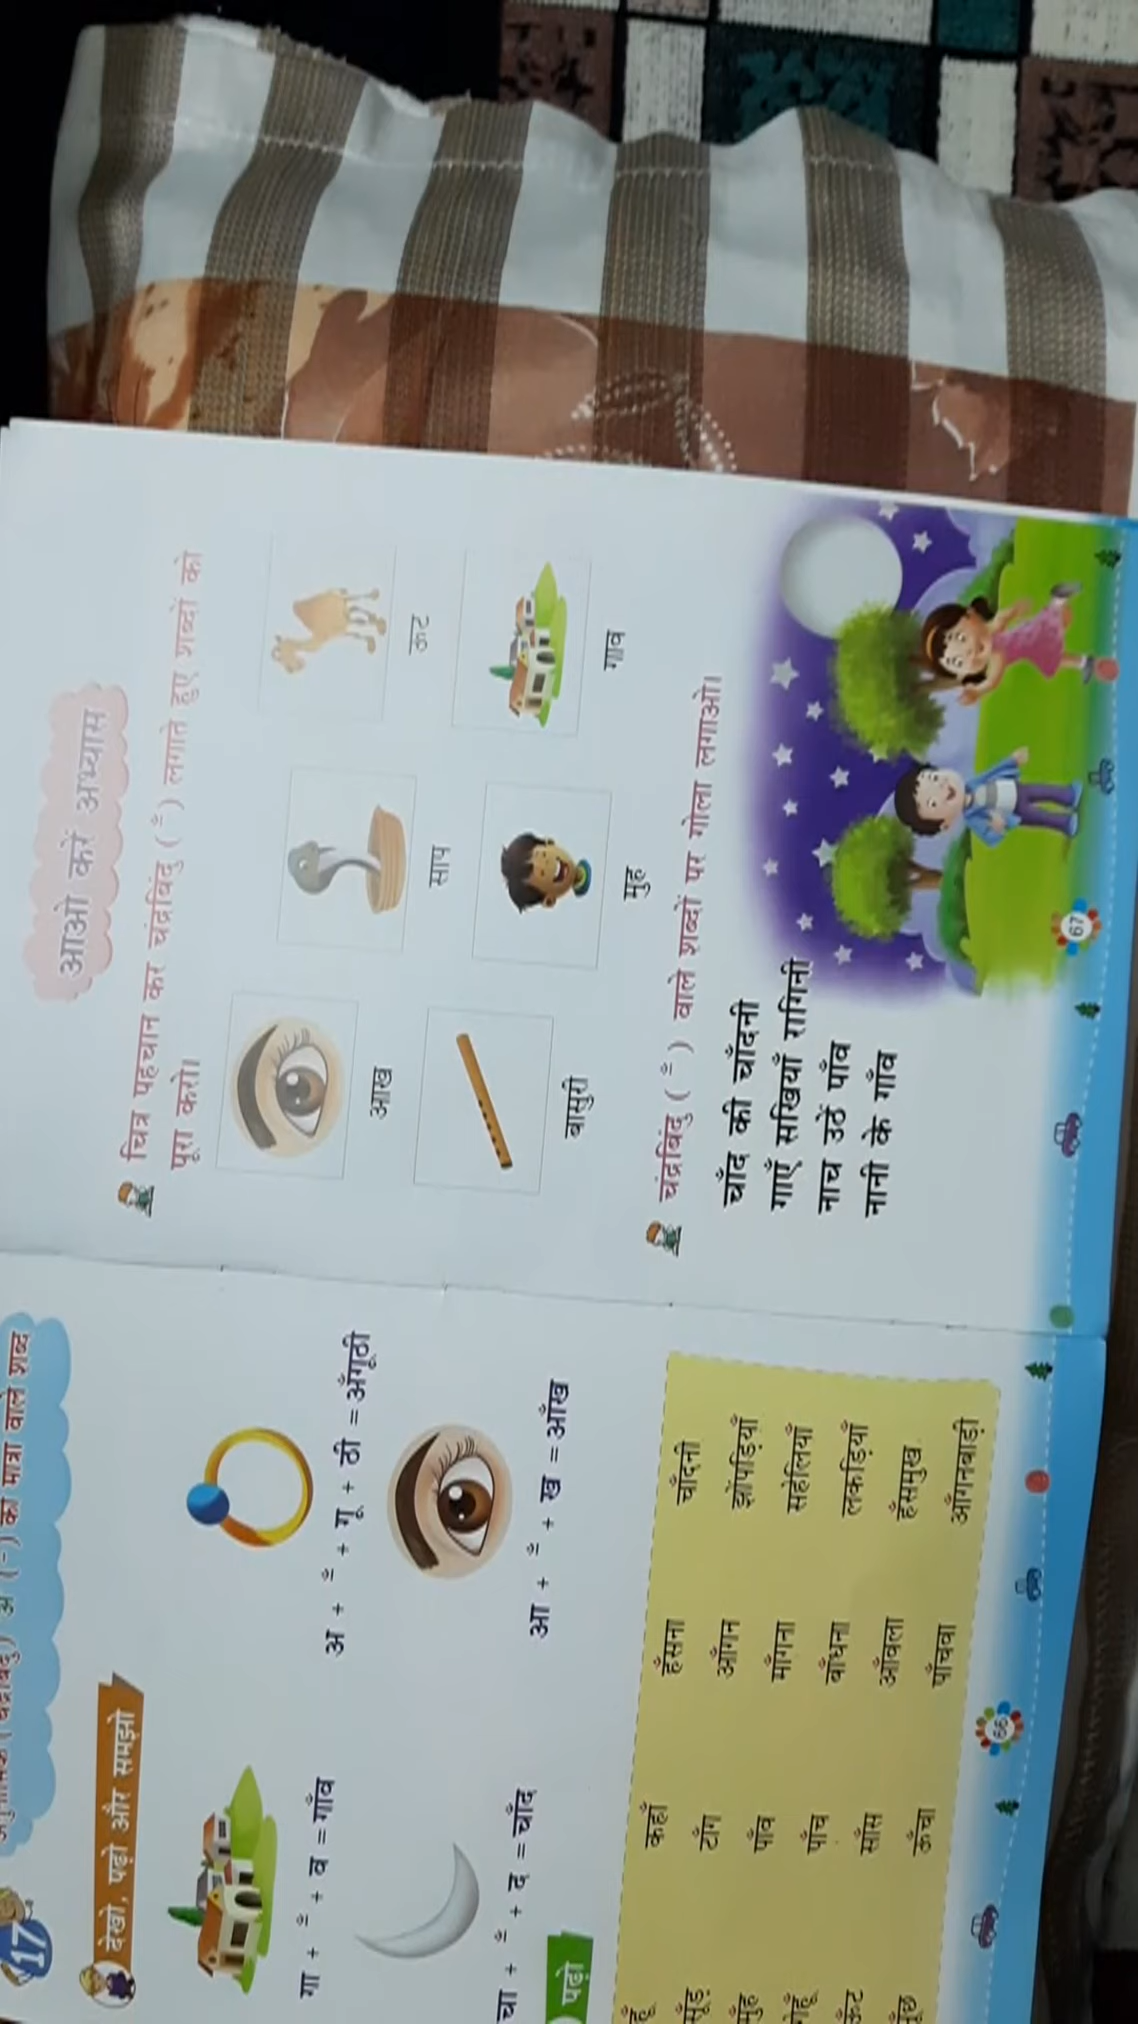 17
की मात्रा वाले शब्द
देखो, पढ़ो और समझो
गा + ँ + व = गाँव
अ + ँ + गू + ठी = अँगूठी
चा + ँ + द = चाँद
आ + ँ + ख = आँख
पढ़ो
कहाँ हँसना चाँदनी
टाँग आँगन झोंपड़ियाँ
मुँह पाँव माँगना सहेलियाँ
पाँच बाँधना लकड़ियाँ
ऊँट साँस आँवला हँसमुख
ऊँचा पाँचवा आँगनबाड़ी
66
आओ करें अभ्यास
चित्र पहचान कर चंद्रबिंदु ( ँ ) लगाते हुए शब्दों को
पूरा करो।
आख साप ऊट
बासुरी मुह गाव
चंद्रबिंदु ( ँ ) वाले शब्दों पर गोला लगाओ।
चाँद की चाँदनी
गाएँ सखियाँ रागिनी
नाच उठें पाँव
नानी के गाँव
67